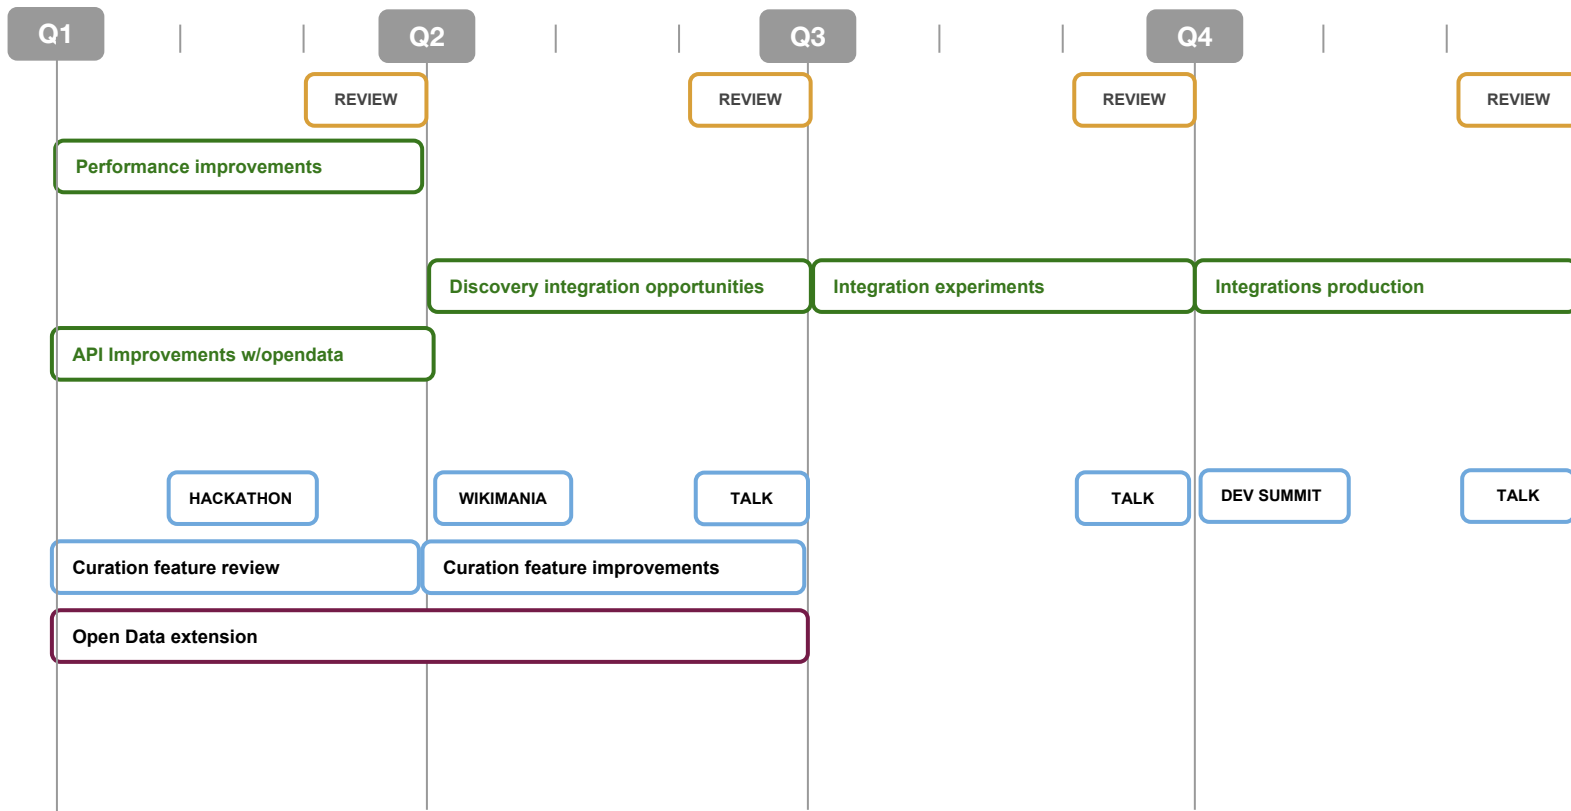 Q1
Q2
Q3
Q4
REVIEW
REVIEW
REVIEW
REVIEW
Performance improvements
Discovery integration opportunities
Integration experiments
Integrations production
API Improvements w/opendata
HACKATHON
WIKIMANIA
TALK
TALK
DEV SUMMIT
TALK
Curation feature review
Curation feature improvements
Open Data extension